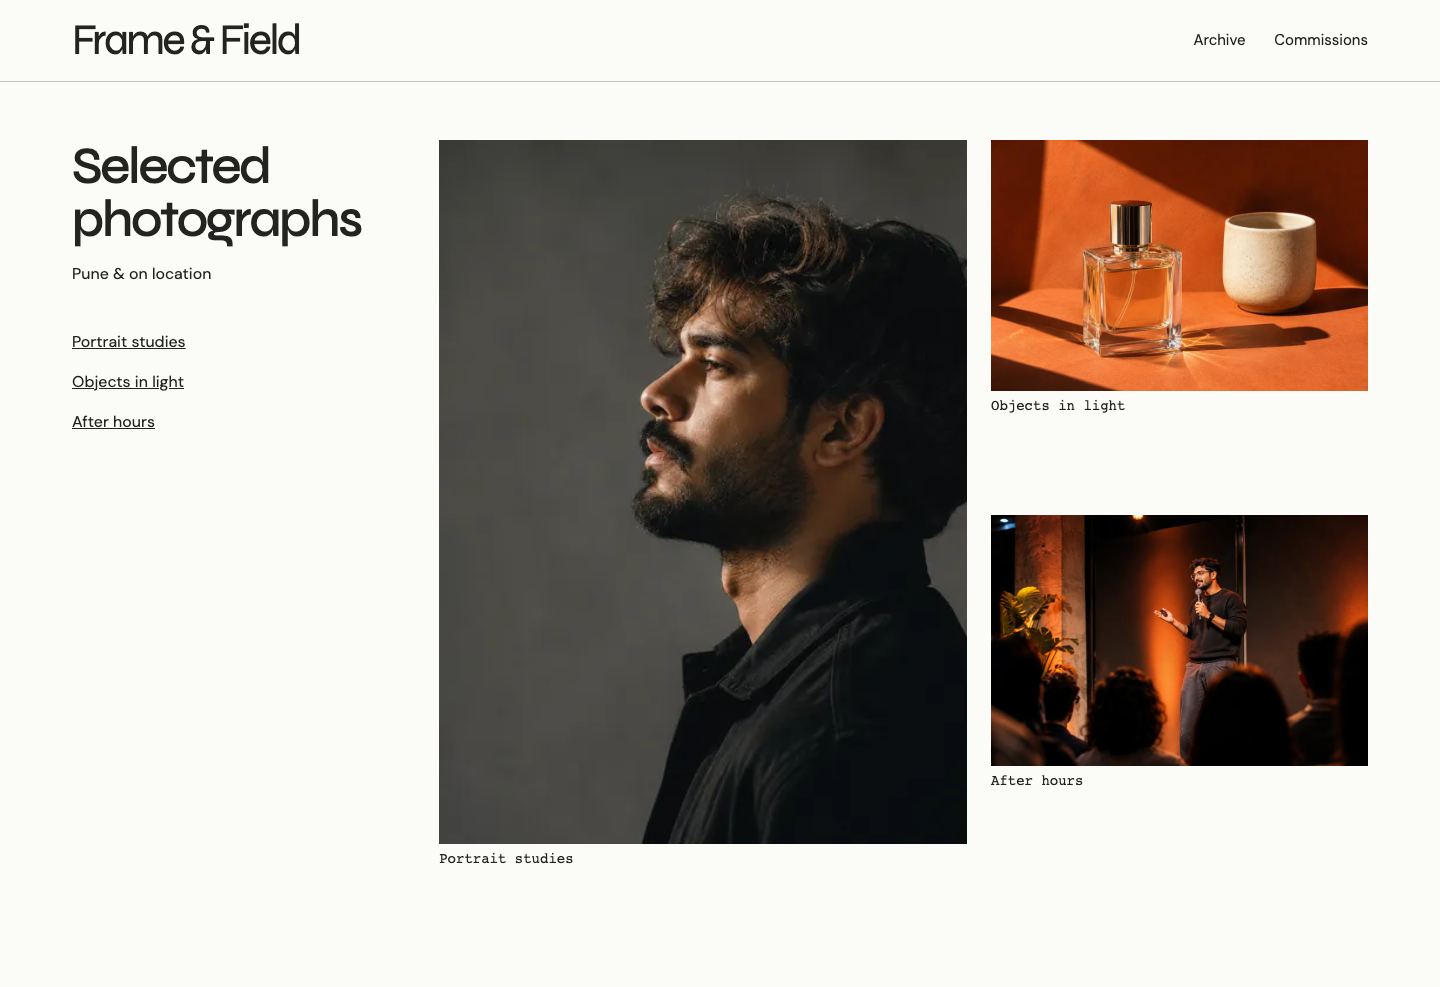 Frame & Field
Archive
Commissions
Selected
photographs
Pune & on location
Portrait studies
Objects in light
After hours
Objects in light
After hours
Portrait studies